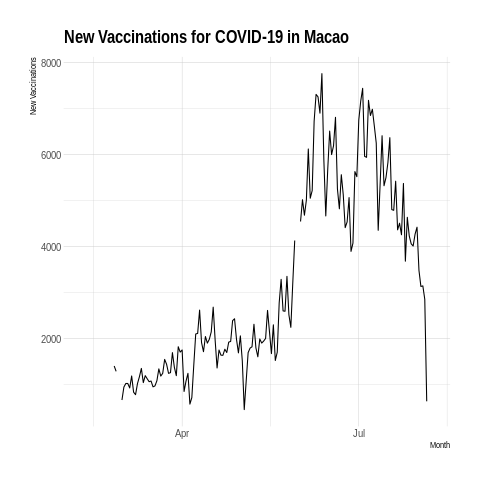 New Vaccinations for COVID-19 in Macao
New Vaccinations
8000
6000
4000
2000
Apr
Jul
Month